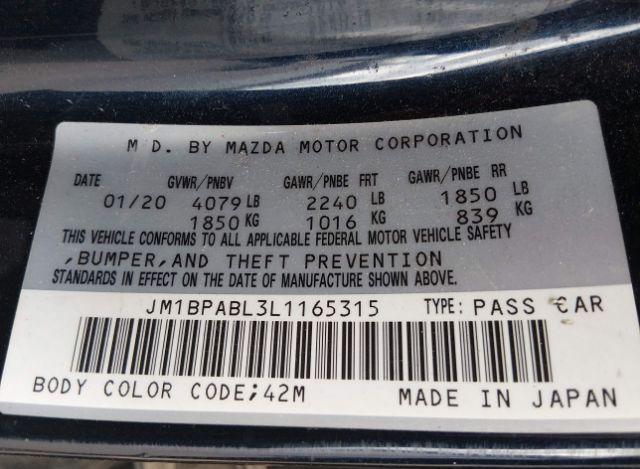 M'D. BY MAZDA MOTOR CORPORATION
DATE GVWR/PNBV GAWR/PNBE FRT GAWR/PNBE RR
01/20 4079 LB 2240 LB 1850 LB
1850 KG 1016 KG 839 KG
THIS VEHICLE CONFORMS TO ALL APPLICABLE FEDERAL MOTOR VEHICLE SAFETY
,BUMPER,AND THEFT PREVENTION
STANDARDS IN EFFECT ON THE DATE OF MANUFACTURE SHOWN ABOVE.
JM1BPABL3L1165315 TYPE: PASS CAR
BODY COLOR CODE;42M MADE IN JAPAN